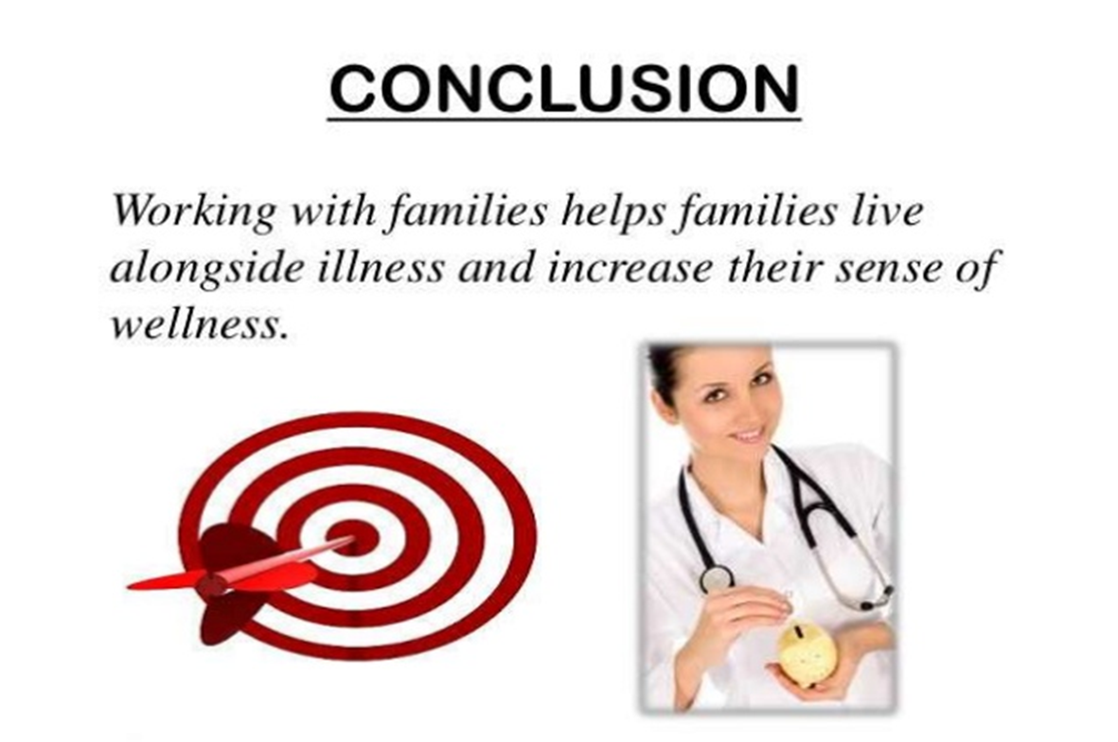 CONCLUSION
Working with families helps families live
alongside illness and increase their sense of
wellness.